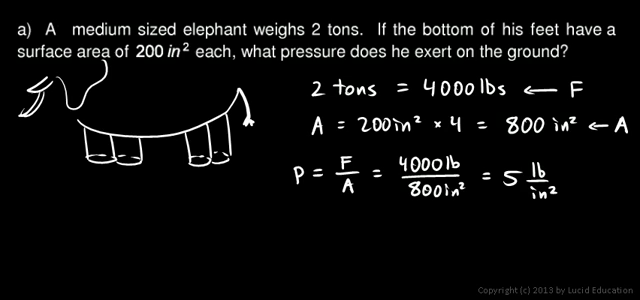 a) A medium sized elephant weighs 2 tons. If the bottom of his feet have a
surface area of 200 in² each, what pressure does he exert on the ground?
2 tons = 4000 lbs ← F
A = 200 in² × 4 = 800 in² ← A
P = F/A = 4000 lb/800 in² = 5 lb/in²
Copyright (c) 2013 by Lucid Education